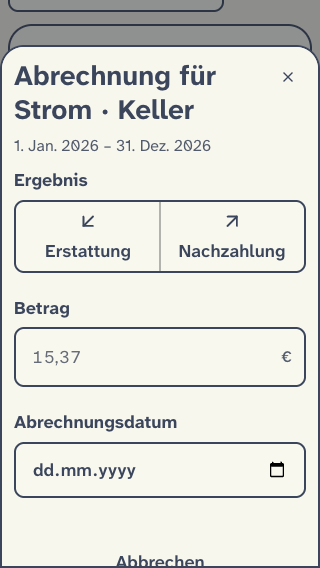 Abrechnung für
Strom · Keller
1. Jan. 2026 – 31. Dez. 2026
Ergebnis
Erstattung
Nachzahlung
Betrag
15,37 €
Abrechnungsdatum
dd.mm.yyyy
Abbrechen